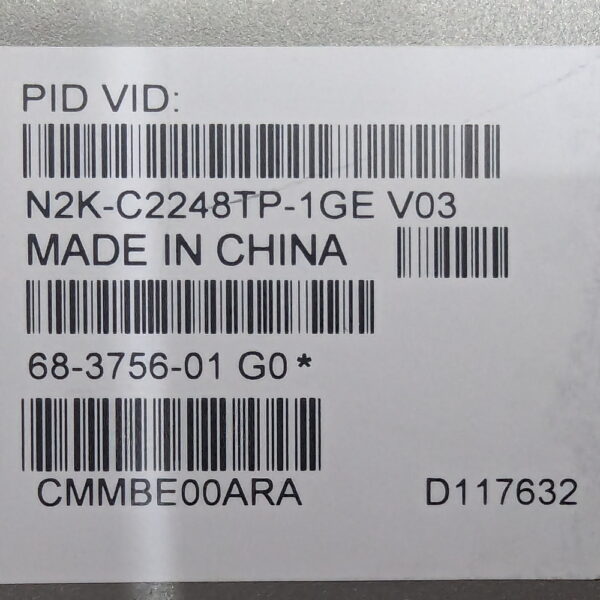 PID VID:
N2K-C2248TP-1GE V03
MADE IN CHINA
68-3756-01 G0*
CMMBE00ARA D117632